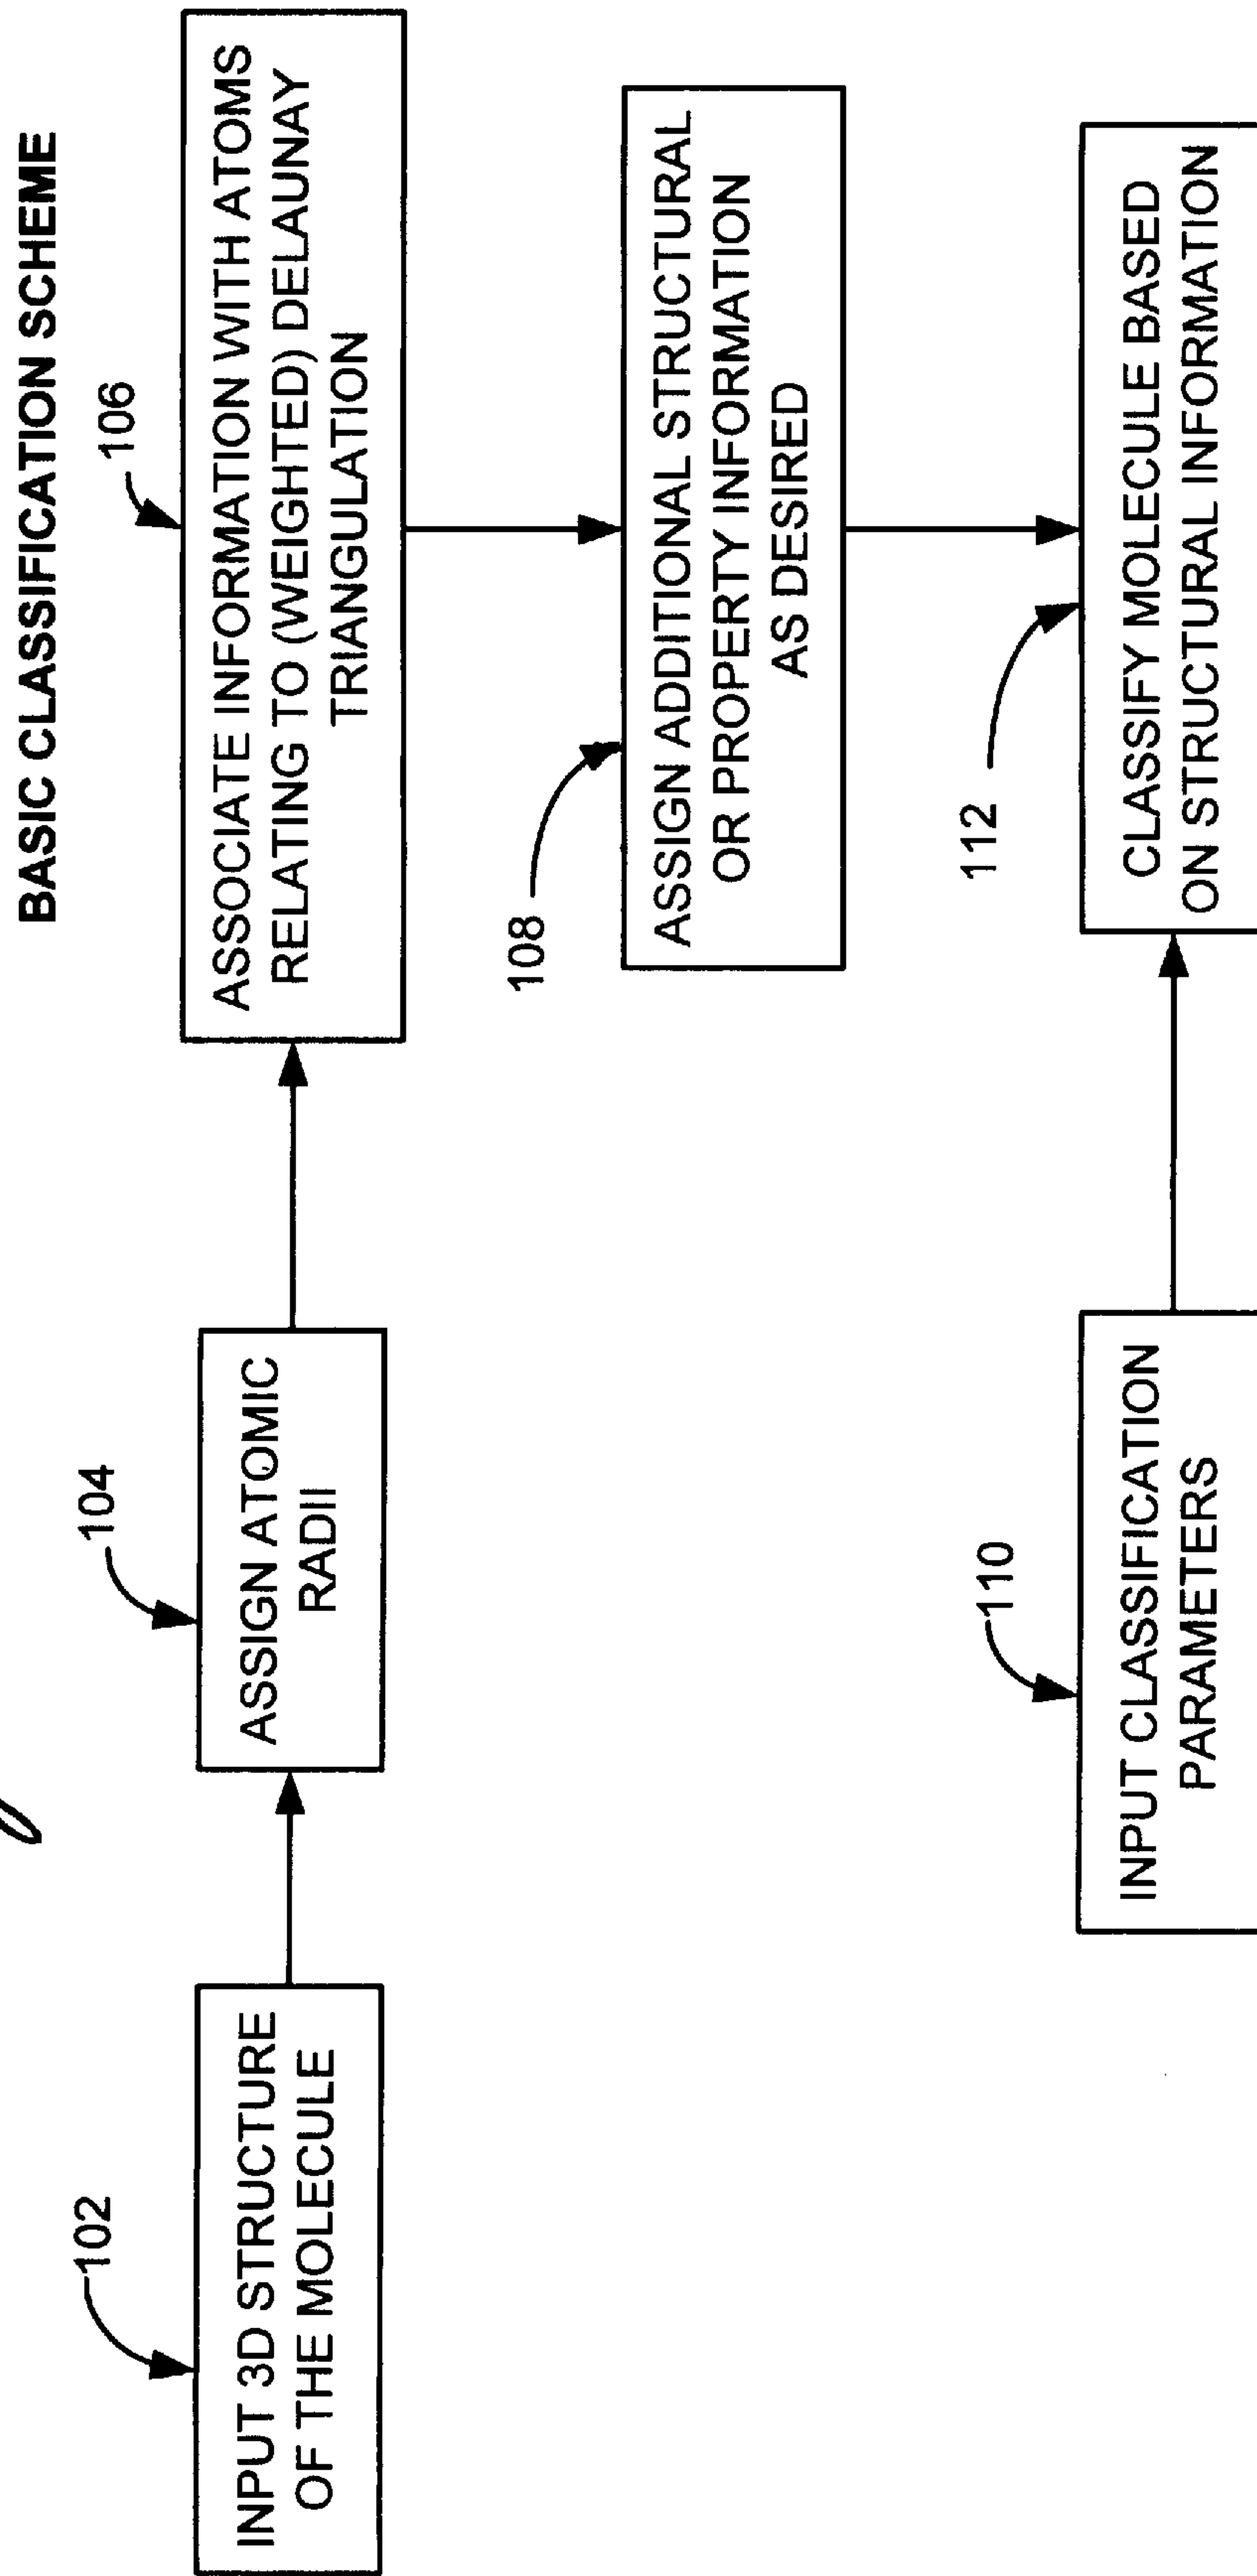 BASIC CLASSIFICATION SCHEME
102
INPUT 3D STRUCTURE
OF THE MOLECULE
104
ASSIGN ATOMIC
RADII
106
ASSOCIATE INFORMATION WITH ATOMS
RELATING TO (WEIGHTED) DELAUNAY
TRIANGULATION
108
ASSIGN ADDITIONAL STRUCTURAL
OR PROPERTY INFORMATION
AS DESIRED
110
INPUT CLASSIFICATION
PARAMETERS
112
CLASSIFY MOLECULE BASED
ON STRUCTURAL INFORMATION